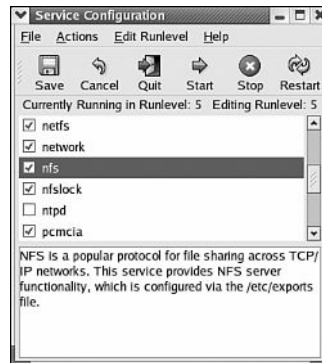 Service Configuration
File Actions Edit Runlevel Help
Save Cancel Quit Start Stop Restart
Currently Running in Runlevel: 5 Editing Runlevel: 5
netfs
network
nfs
nfslock
ntpd
pcmcia
NFS is a popular protocol for file sharing across TCP/
IP networks. This service provides NFS server
functionality, which is configured via the /etc/exports
file.